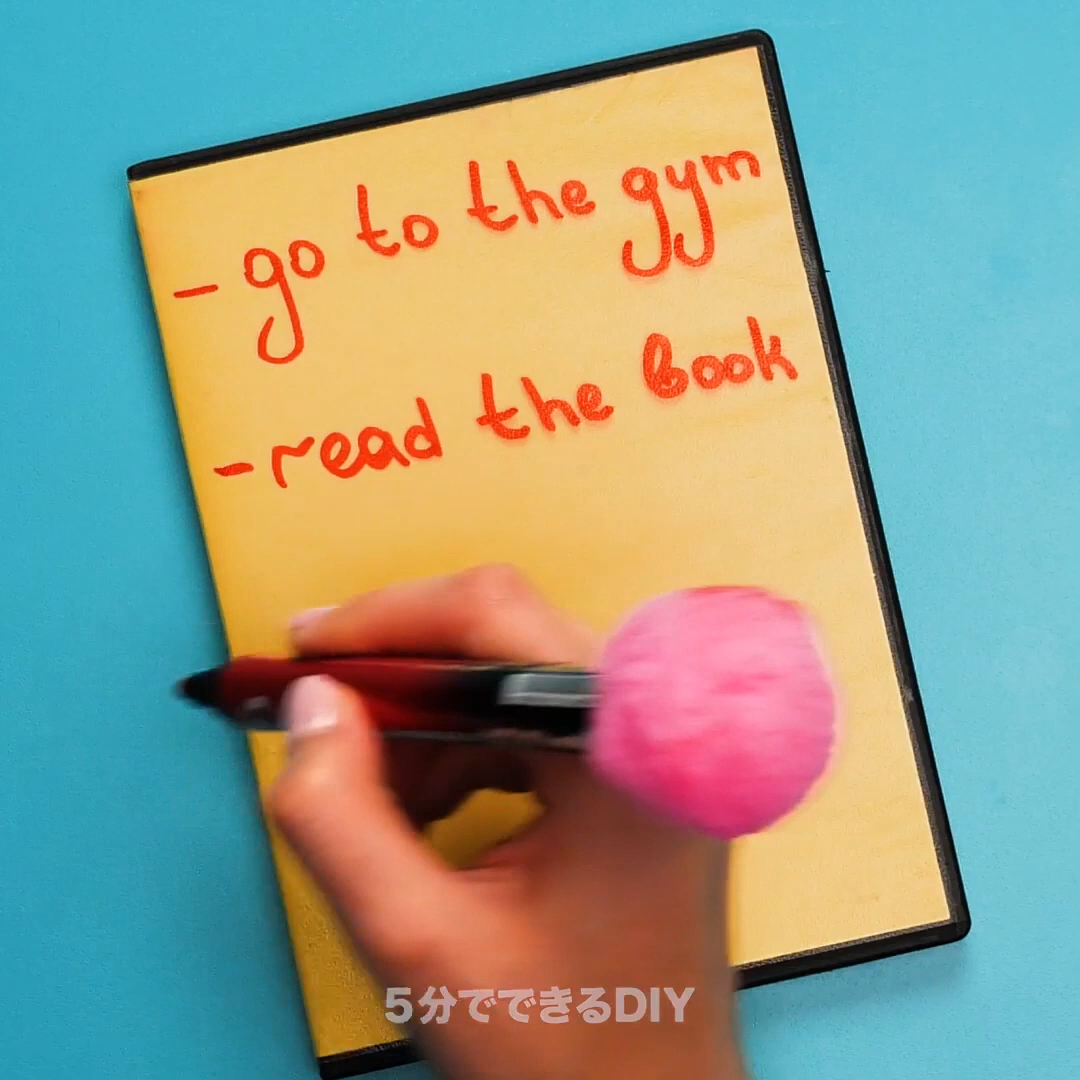 - go to the gym
- read the book
5分でできるDIY